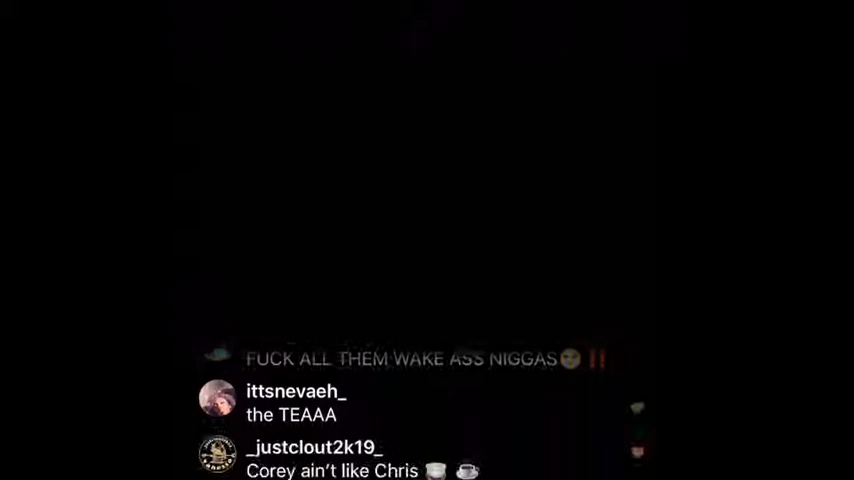 FUCK ALL THEM WAKE ASS NIGGAS🥺‼️
ittsnevaeh_
the TEAAA
_justclout2k19_
Corey ain't like Chris ☕ ☕